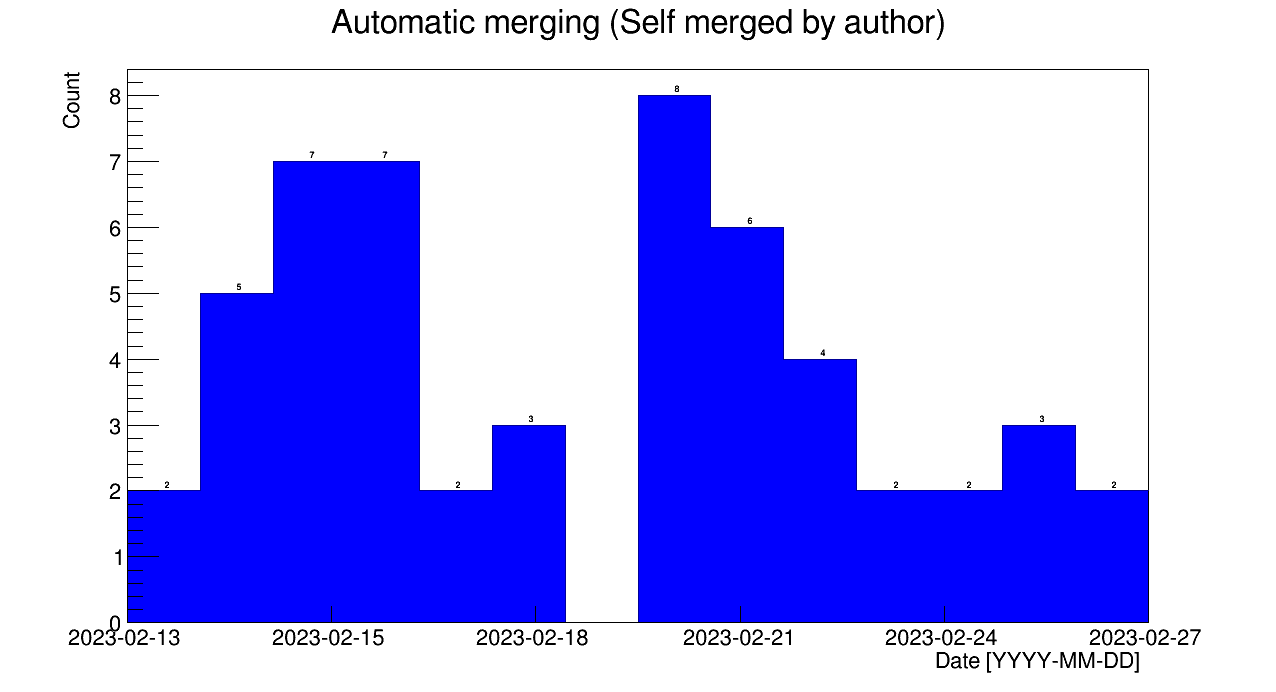 Automatic merging (Self merged by author)
Count
8
7
6
5
4
3
2
1
0
2 5 7 7 2 3 8 6 4 2 2 3 2
2023-02-13 2023-02-15 2023-02-18 2023-02-21 2023-02-24 2023-02-27
Date [YYYY-MM-DD]